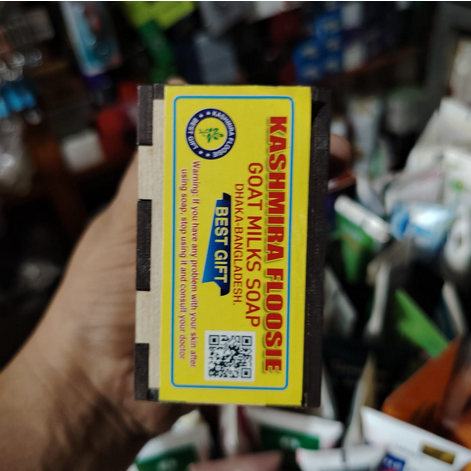 KASHMIRA FLOOSIE
GOAT MILKS SOAP
DHAKA-BANGLADESH
BEST GIFT
KASHMIRA FLOOSIE
BEST GIFT
Warning: If you have any problem with your skin after
using soap, stop using it and consult your doctor